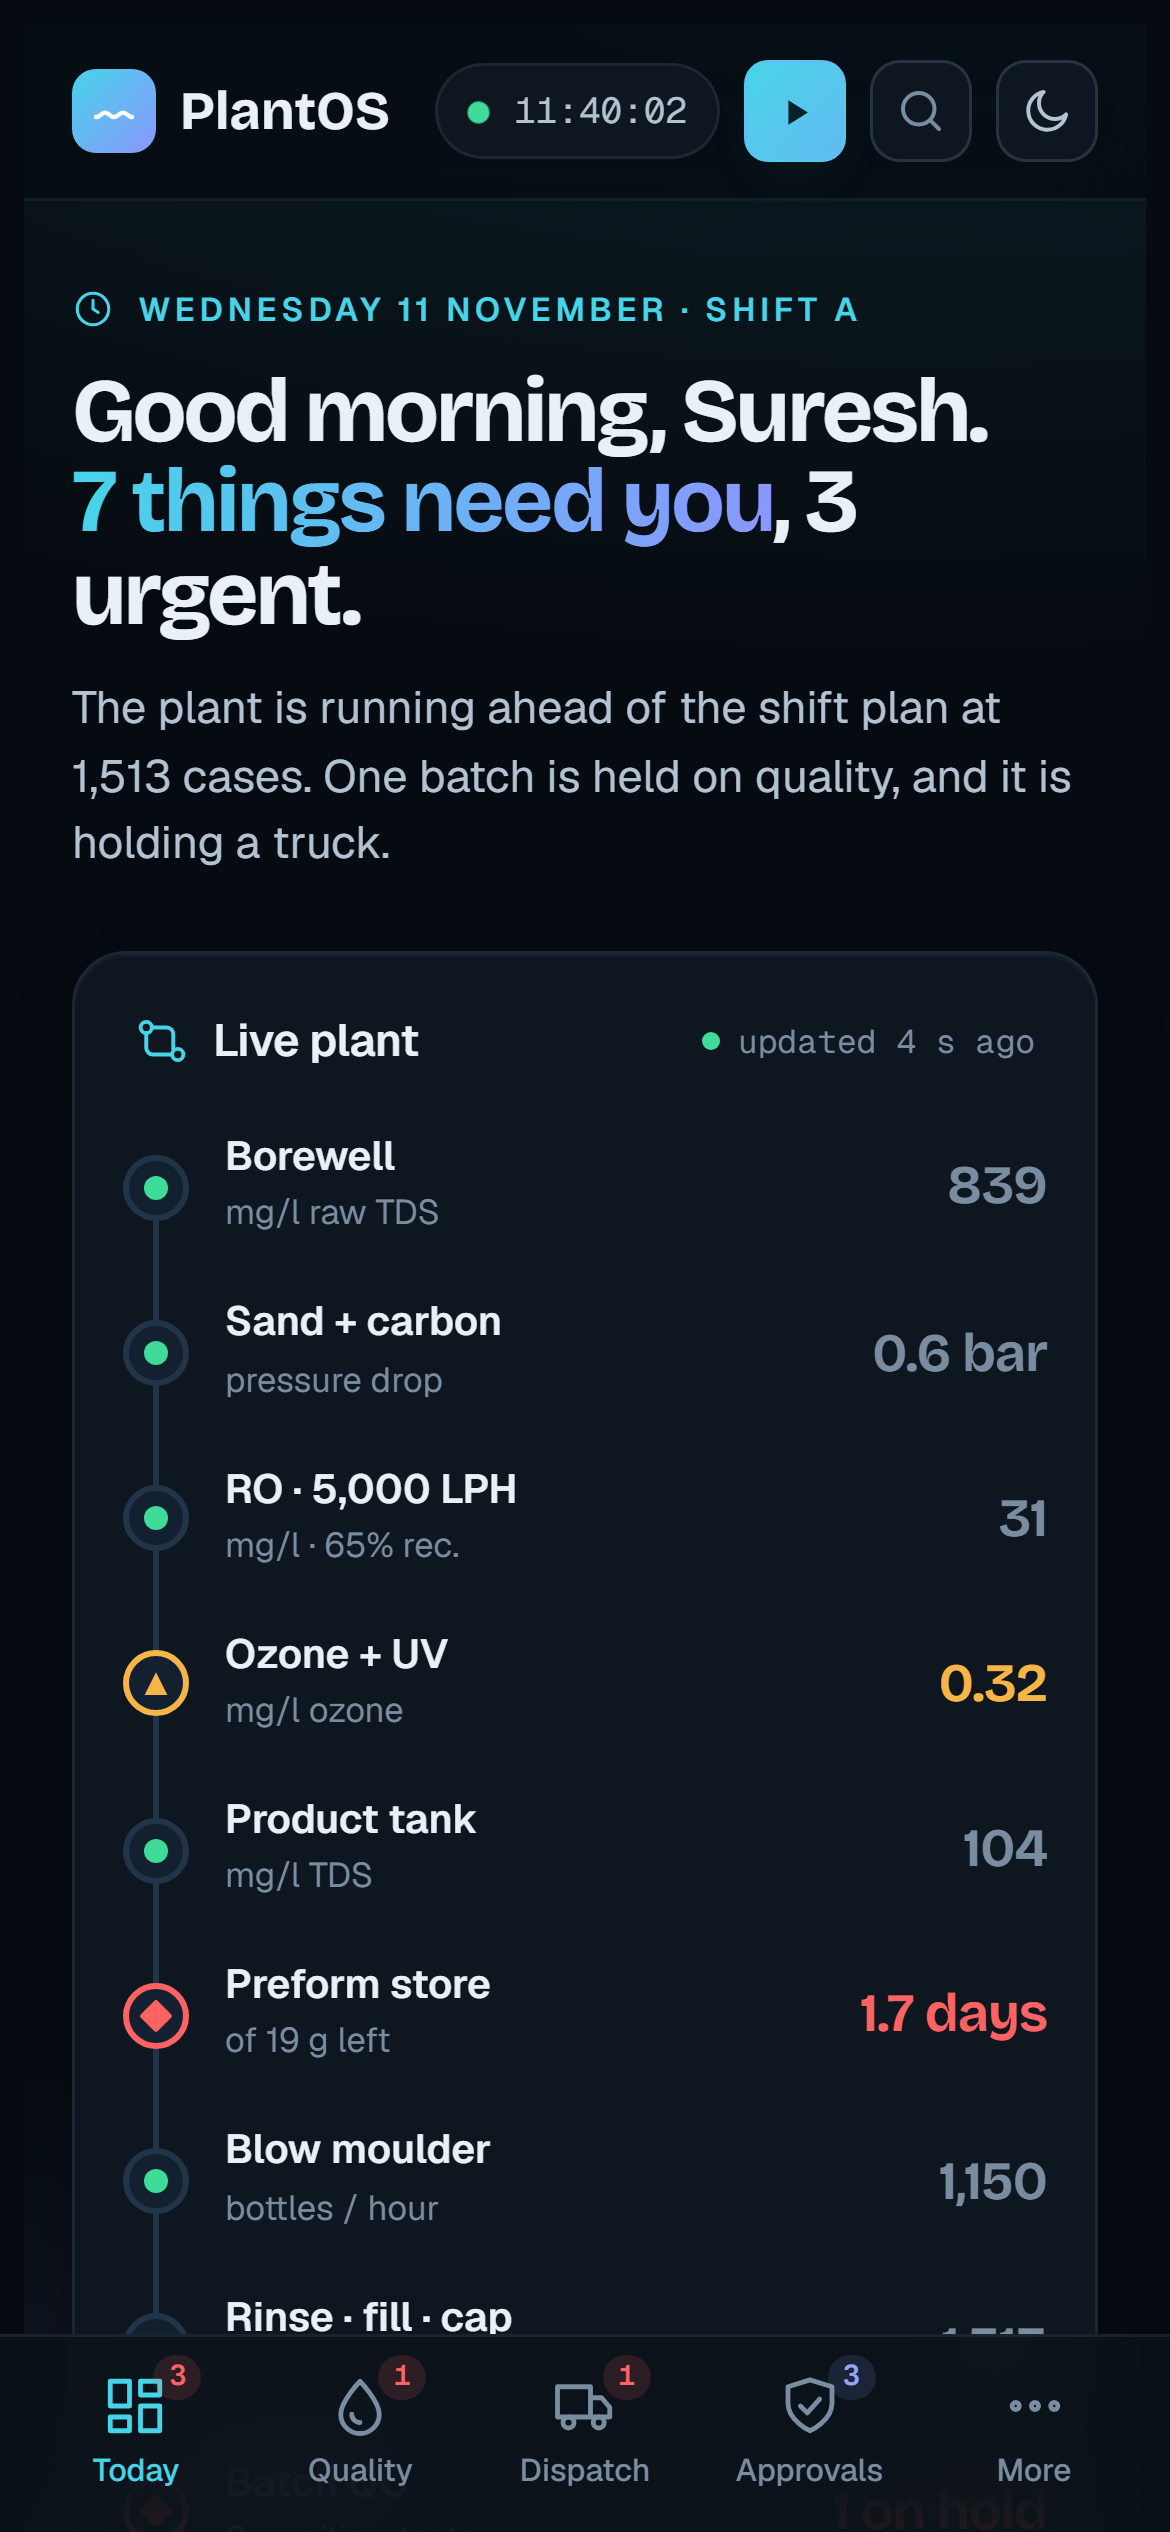 PlantOS
11:40:02
WEDNESDAY 11 NOVEMBER · SHIFT A
Good morning, Suresh.
7 things need you, 3
urgent.
The plant is running ahead of the shift plan at
1,513 cases. One batch is held on quality, and it is
holding a truck.
Live plant
updated 4 s ago
Borewell
839
mg/l raw TDS
Sand + carbon
0.6 bar
pressure drop
RO · 5,000 LPH
31
mg/l · 65% rec.
Ozone + UV
0.32
mg/l ozone
Product tank
104
mg/l TDS
Preform store
1.7 days
of 19 g left
Blow moulder
1,150
bottles / hour
Rinse · fill · cap
3
1
1
3
Today
Quality
Dispatch
Approvals
More
Batch QC
1 on hold